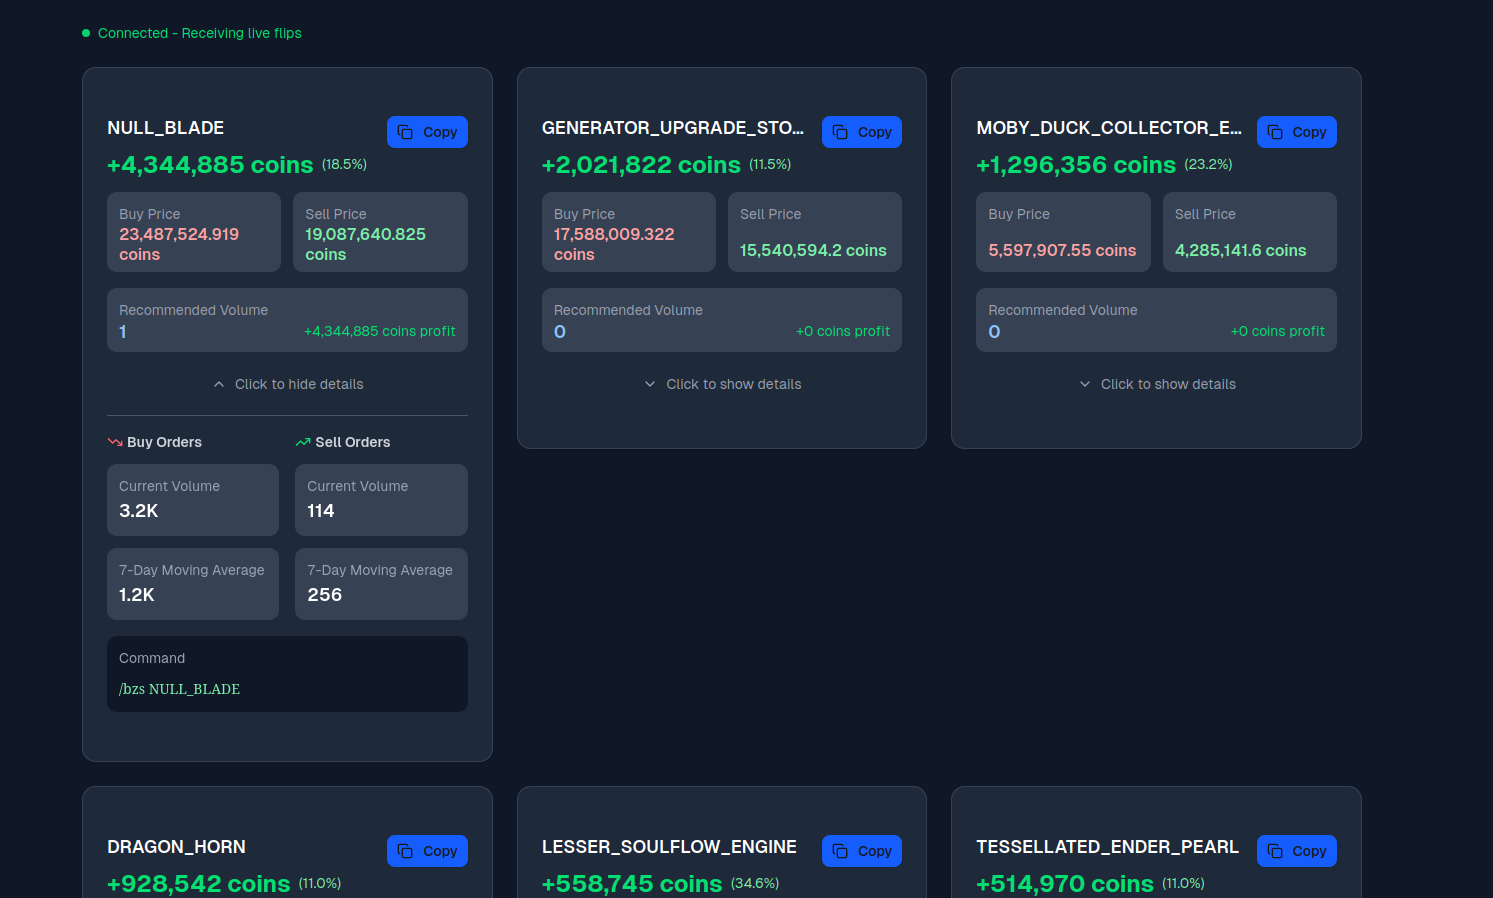 Connected - Receiving live flips
NULL_BLADE
Copy
+4,344,885 coins (18.5%)
Buy Price
23,487,524.919
coins
Sell Price
19,087,640.825
coins
Recommended Volume
1
+4,344,885 coins profit
Click to hide details
Buy Orders
Sell Orders
Current Volume
3.2K
Current Volume
114
7-Day Moving Average
1.2K
7-Day Moving Average
256
Command
/bzs NULL_BLADE
GENERATOR_UPGRADE_STO...
Copy
+2,021,822 coins (11.5%)
Buy Price
17,588,009.322
coins
Sell Price
15,540,594.2 coins
Recommended Volume
0
+0 coins profit
Click to show details
MOBY_DUCK_COLLECTOR_E...
Copy
+1,296,356 coins (23.2%)
Buy Price
5,597,907.55 coins
Sell Price
4,285,141.6 coins
Recommended Volume
0
+0 coins profit
Click to show details
DRAGON_HORN
Copy
+928,542 coins (11.0%)
LESSER_SOULFLOW_ENGINE
Copy
+558,745 coins (34.6%)
TESSELLATED_ENDER_PEARL
Copy
+514,970 coins (11.0%)